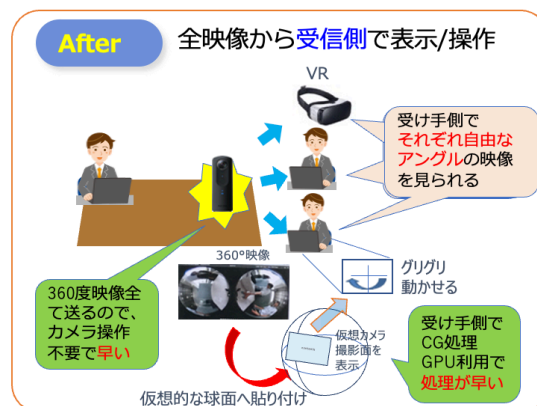 After
全映像から受信側で表示/操作
VR
受け手側で
それぞれ自由な
アングルの映像
を見られる
360°映像
グリグリ
動かせる
360度映像全
て送るので、
カメラ操作
不要で早い
仮想カメラ
撮影面を
表示
受け手側で
CG処理
GPU利用で
処理が早い
仮想的な球面へ貼り付け